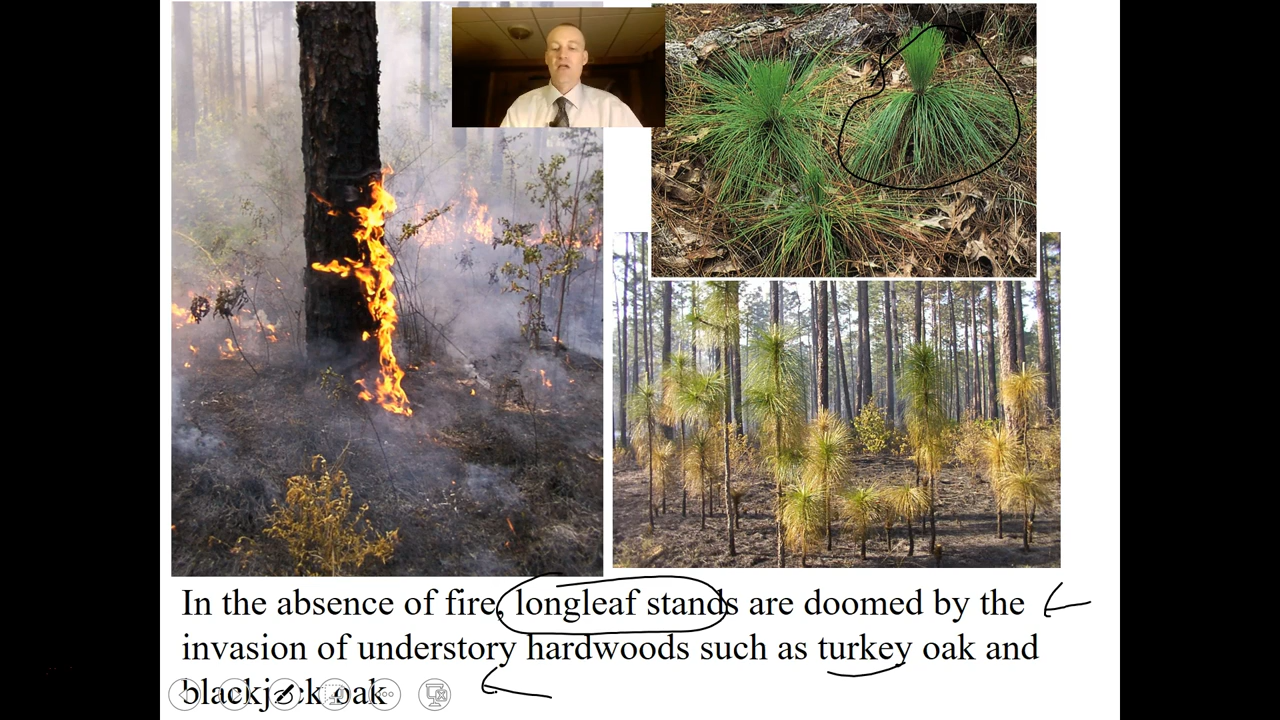 In the absence of fire, longleaf stands are doomed by the
invasion of understory hardwoods such as turkey oak and
blackjack oak